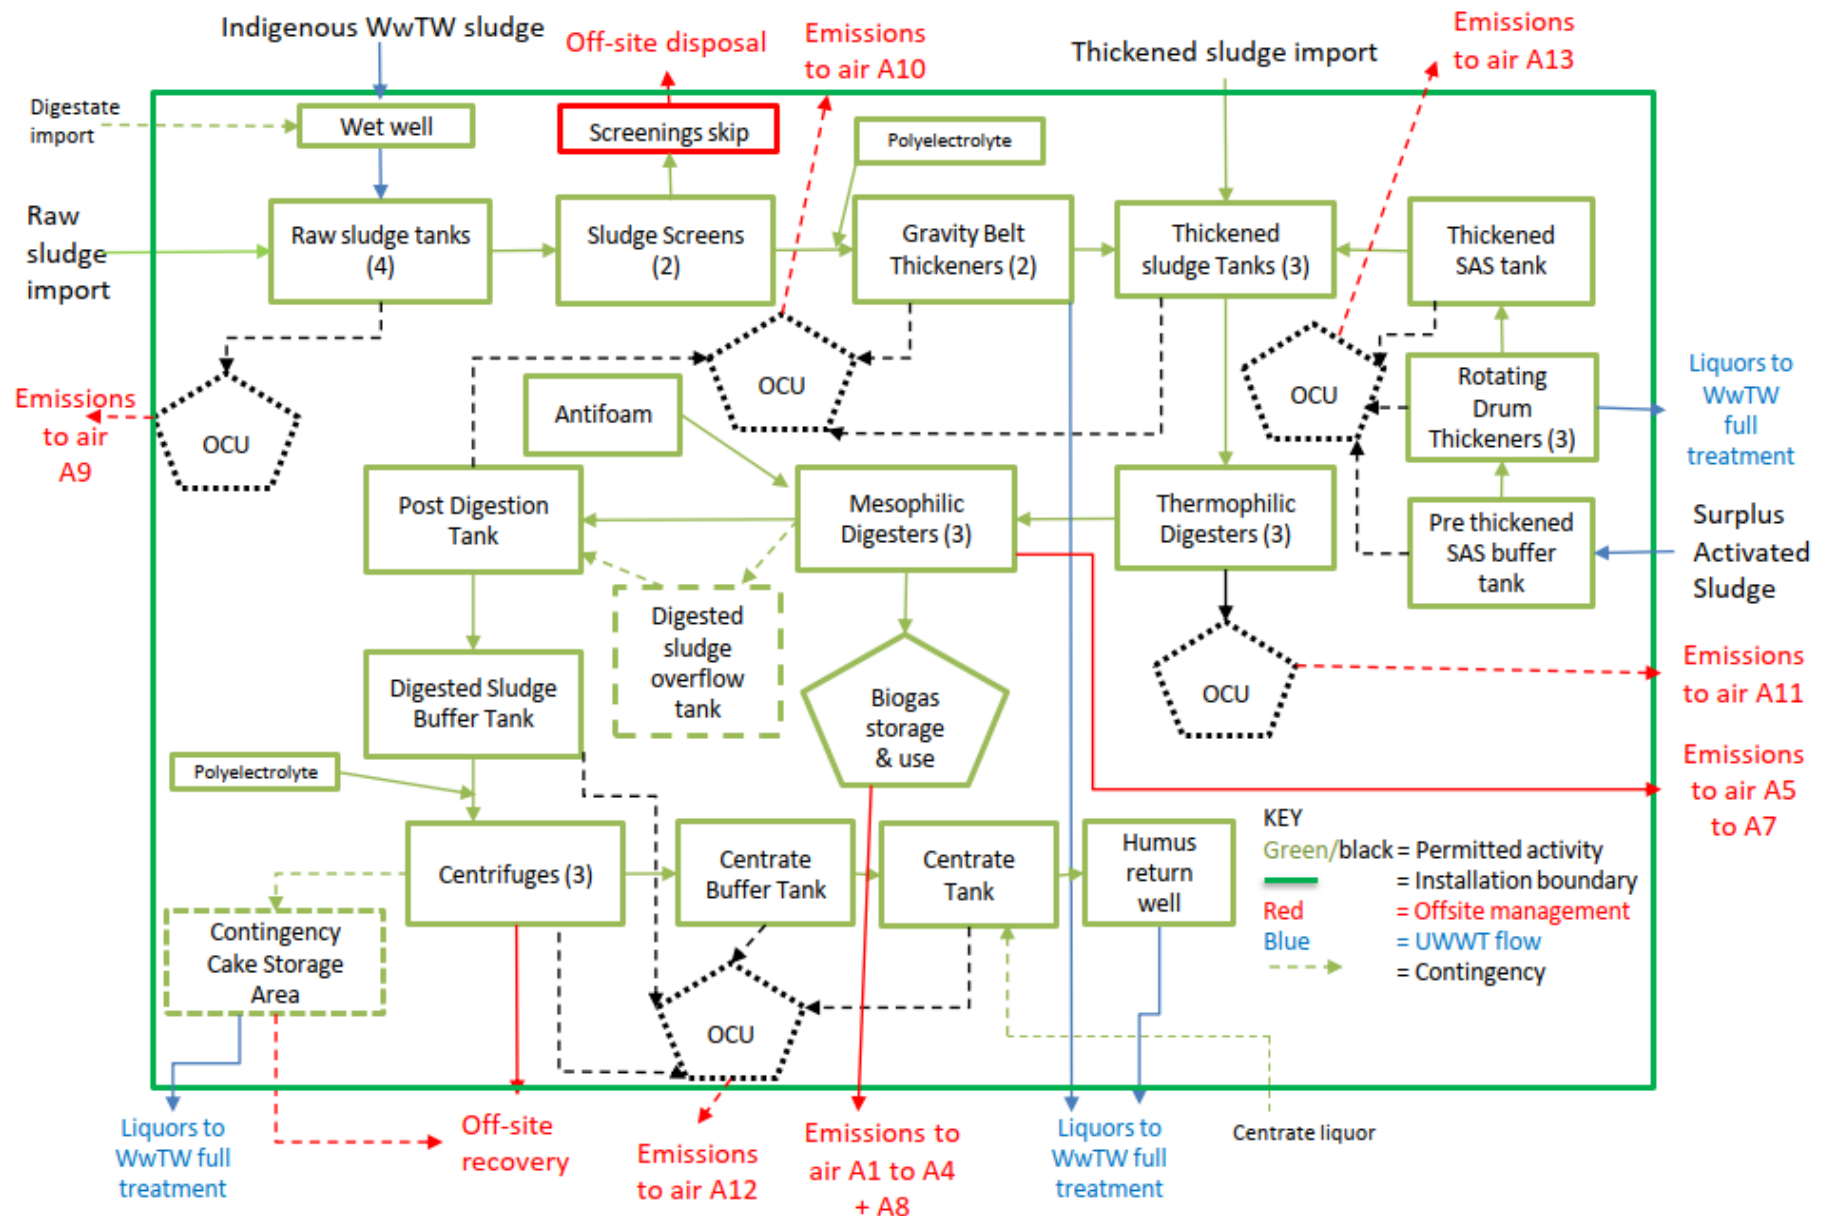 Indigenous WwTW sludge
Off-site disposal
Emissions
to air A10
Thickened sludge import
Emissions
to air A13
Digestate
import
Wet well
Screenings skip
Polyelectrolyte
Raw
sludge
import
Raw sludge tanks
(4)
Sludge Screens
(2)
Gravity Belt
Thickeners (2)
Thickened
sludge Tanks (3)
Thickened
SAS tank
OCU
OCU
OCU
Emissions
to air
A9
Antifoam
Rotating
Drum
Thickeners (3)
Liquors to
WwTW
full
treatment
Post Digestion
Tank
Mesophilic
Digesters (3)
Thermophilic
Digesters (3)
Pre thickened
SAS buffer
tank
Surplus
Activated
Sludge
Digested
sludge
overflow
tank
Digested Sludge
Buffer Tank
Biogas
storage
& use
OCU
Emissions
to air A11
Polyelectrolyte
Emissions
to air A5
to A7
Centrifuges (3)
Centrate
Buffer Tank
Centrate
Tank
Humus
return
well
KEY
Green/black = Permitted activity
= Installation boundary
Red = Offsite management
Blue = UWWT flow
= Contingency
Contingency
Cake Storage
Area
OCU
Liquors to
WwTW full
treatment
Off-site
recovery
Emissions
to air A12
Emissions to
air A1 to A4
+ A8
Liquors to
WwTW full
treatment
Centrate liquor